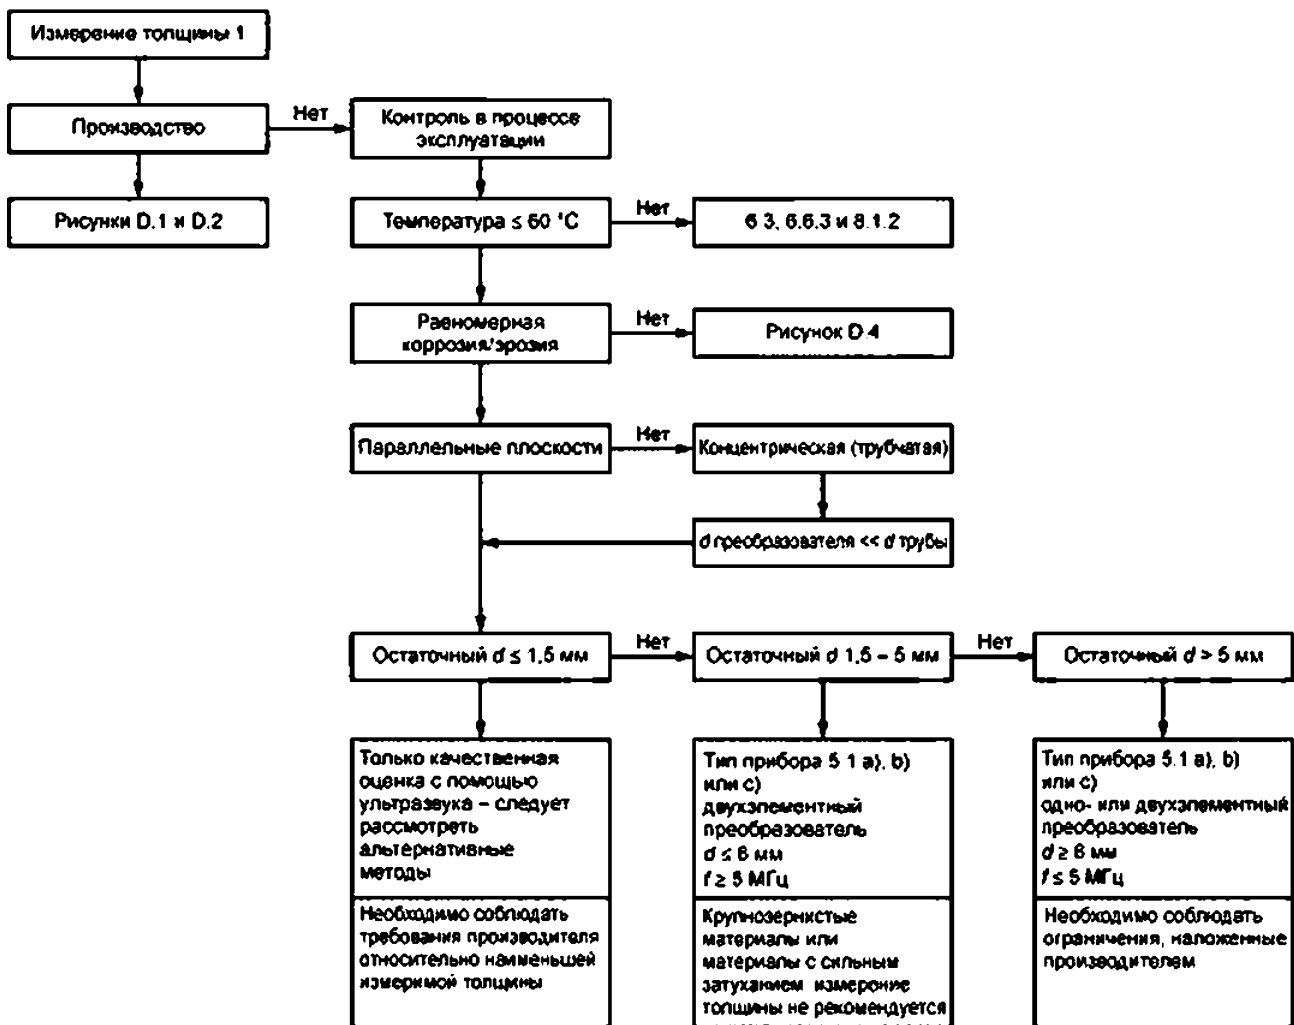 Измерение толщины 1
Производство
Нет
Контроль в процессе
эксплуатации
Рисунки D.1 и D.2
Температура ≤ 60 °C
Нет
6 3, 6.6.3 и 8.1.2
Равномерная
коррозия/эрозия
Нет
Рисунок D 4
Параллельные плоскости
Нет
Концентрическая (трубчатая)
d преобразователя << d трубы
Остаточный d ≤ 1,5 мм
Нет
Остаточный d 1,5 – 5 мм
Нет
Остаточный d > 5 мм
Только качественная
оценка с помощью
ультразвука – следует
рассмотреть
альтернативные
методы
Необходимо соблюдать
требования производителя
относительно наименьшей
измеримой толщины
Тип прибора 5 1 a), b)
или c)
двухэлементный
преобразователь
d ≤ 6 мм
f ≥ 5 МГц
Крупнозернистые
материалы или
материалы с сильным
затуханием измерение
толщины не рекомендуется
Тип прибора 5.1 a), b)
или c)
одно- или двухэлементный
преобразователь
d ≥ 6 мм
f ≤ 5 МГц
Необходимо соблюдать
ограничения, наложенные
производителем